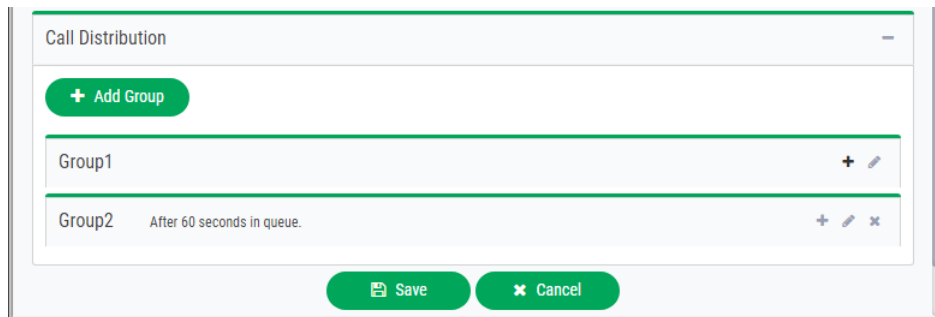 Call Distribution
Add Group
Group1
Group2 After 60 seconds in queue.
Save Cancel